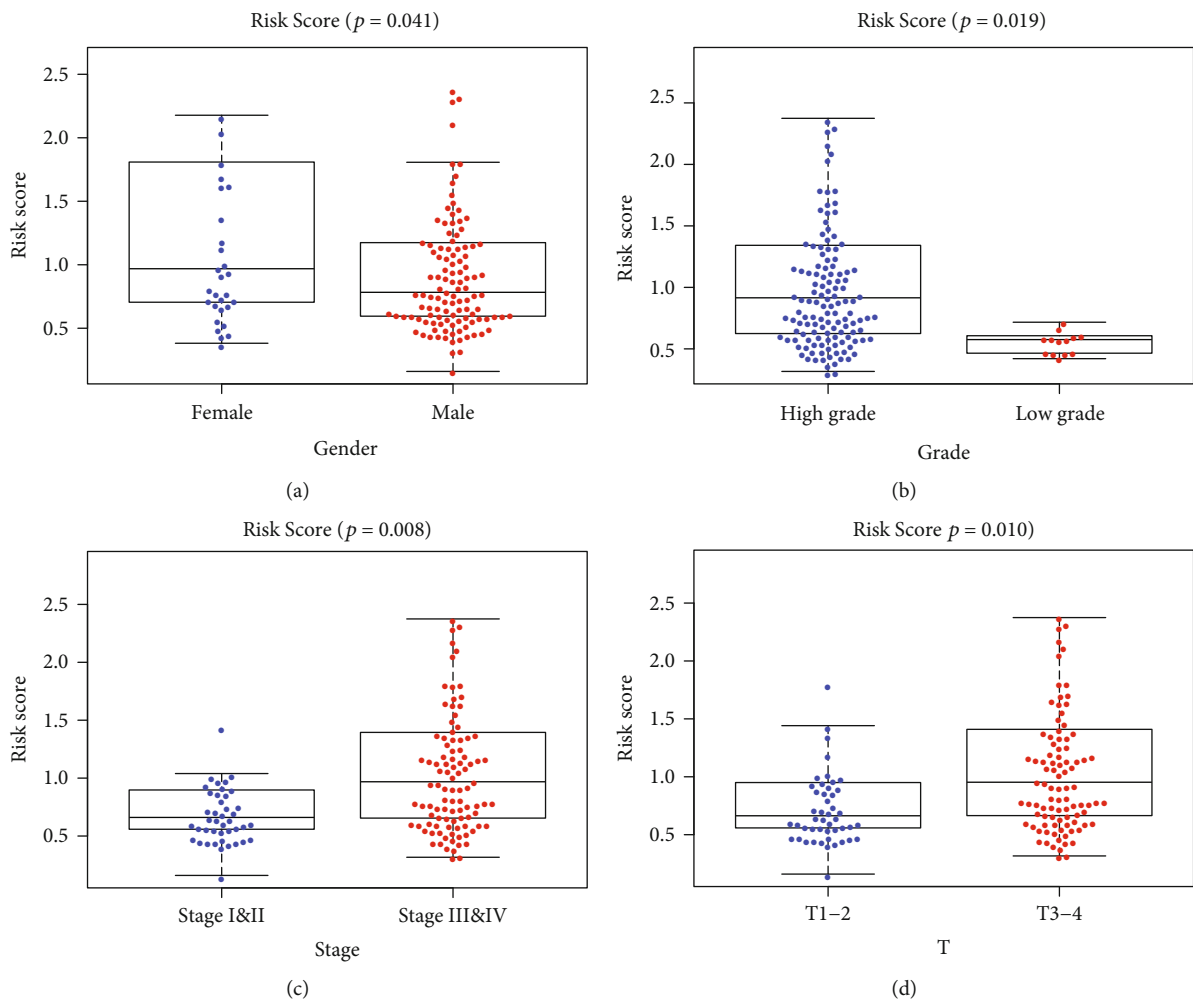 Risk Score (p = 0.041)
2.5
2.0
1.5
1.0
0.5
Risk score
Female
Male
Gender
(a)
Risk Score (p = 0.019)
2.5
2.0
1.5
1.0
0.5
Risk score
High grade
Low grade
Grade
(b)
Risk Score (p = 0.008)
2.5
2.0
1.5
1.0
0.5
Risk score
Stage I&II
Stage III&IV
Stage
(c)
Risk Score p = 0.010)
2.5
2.0
1.5
1.0
0.5
Risk score
T1−2
T3−4
T
(d)